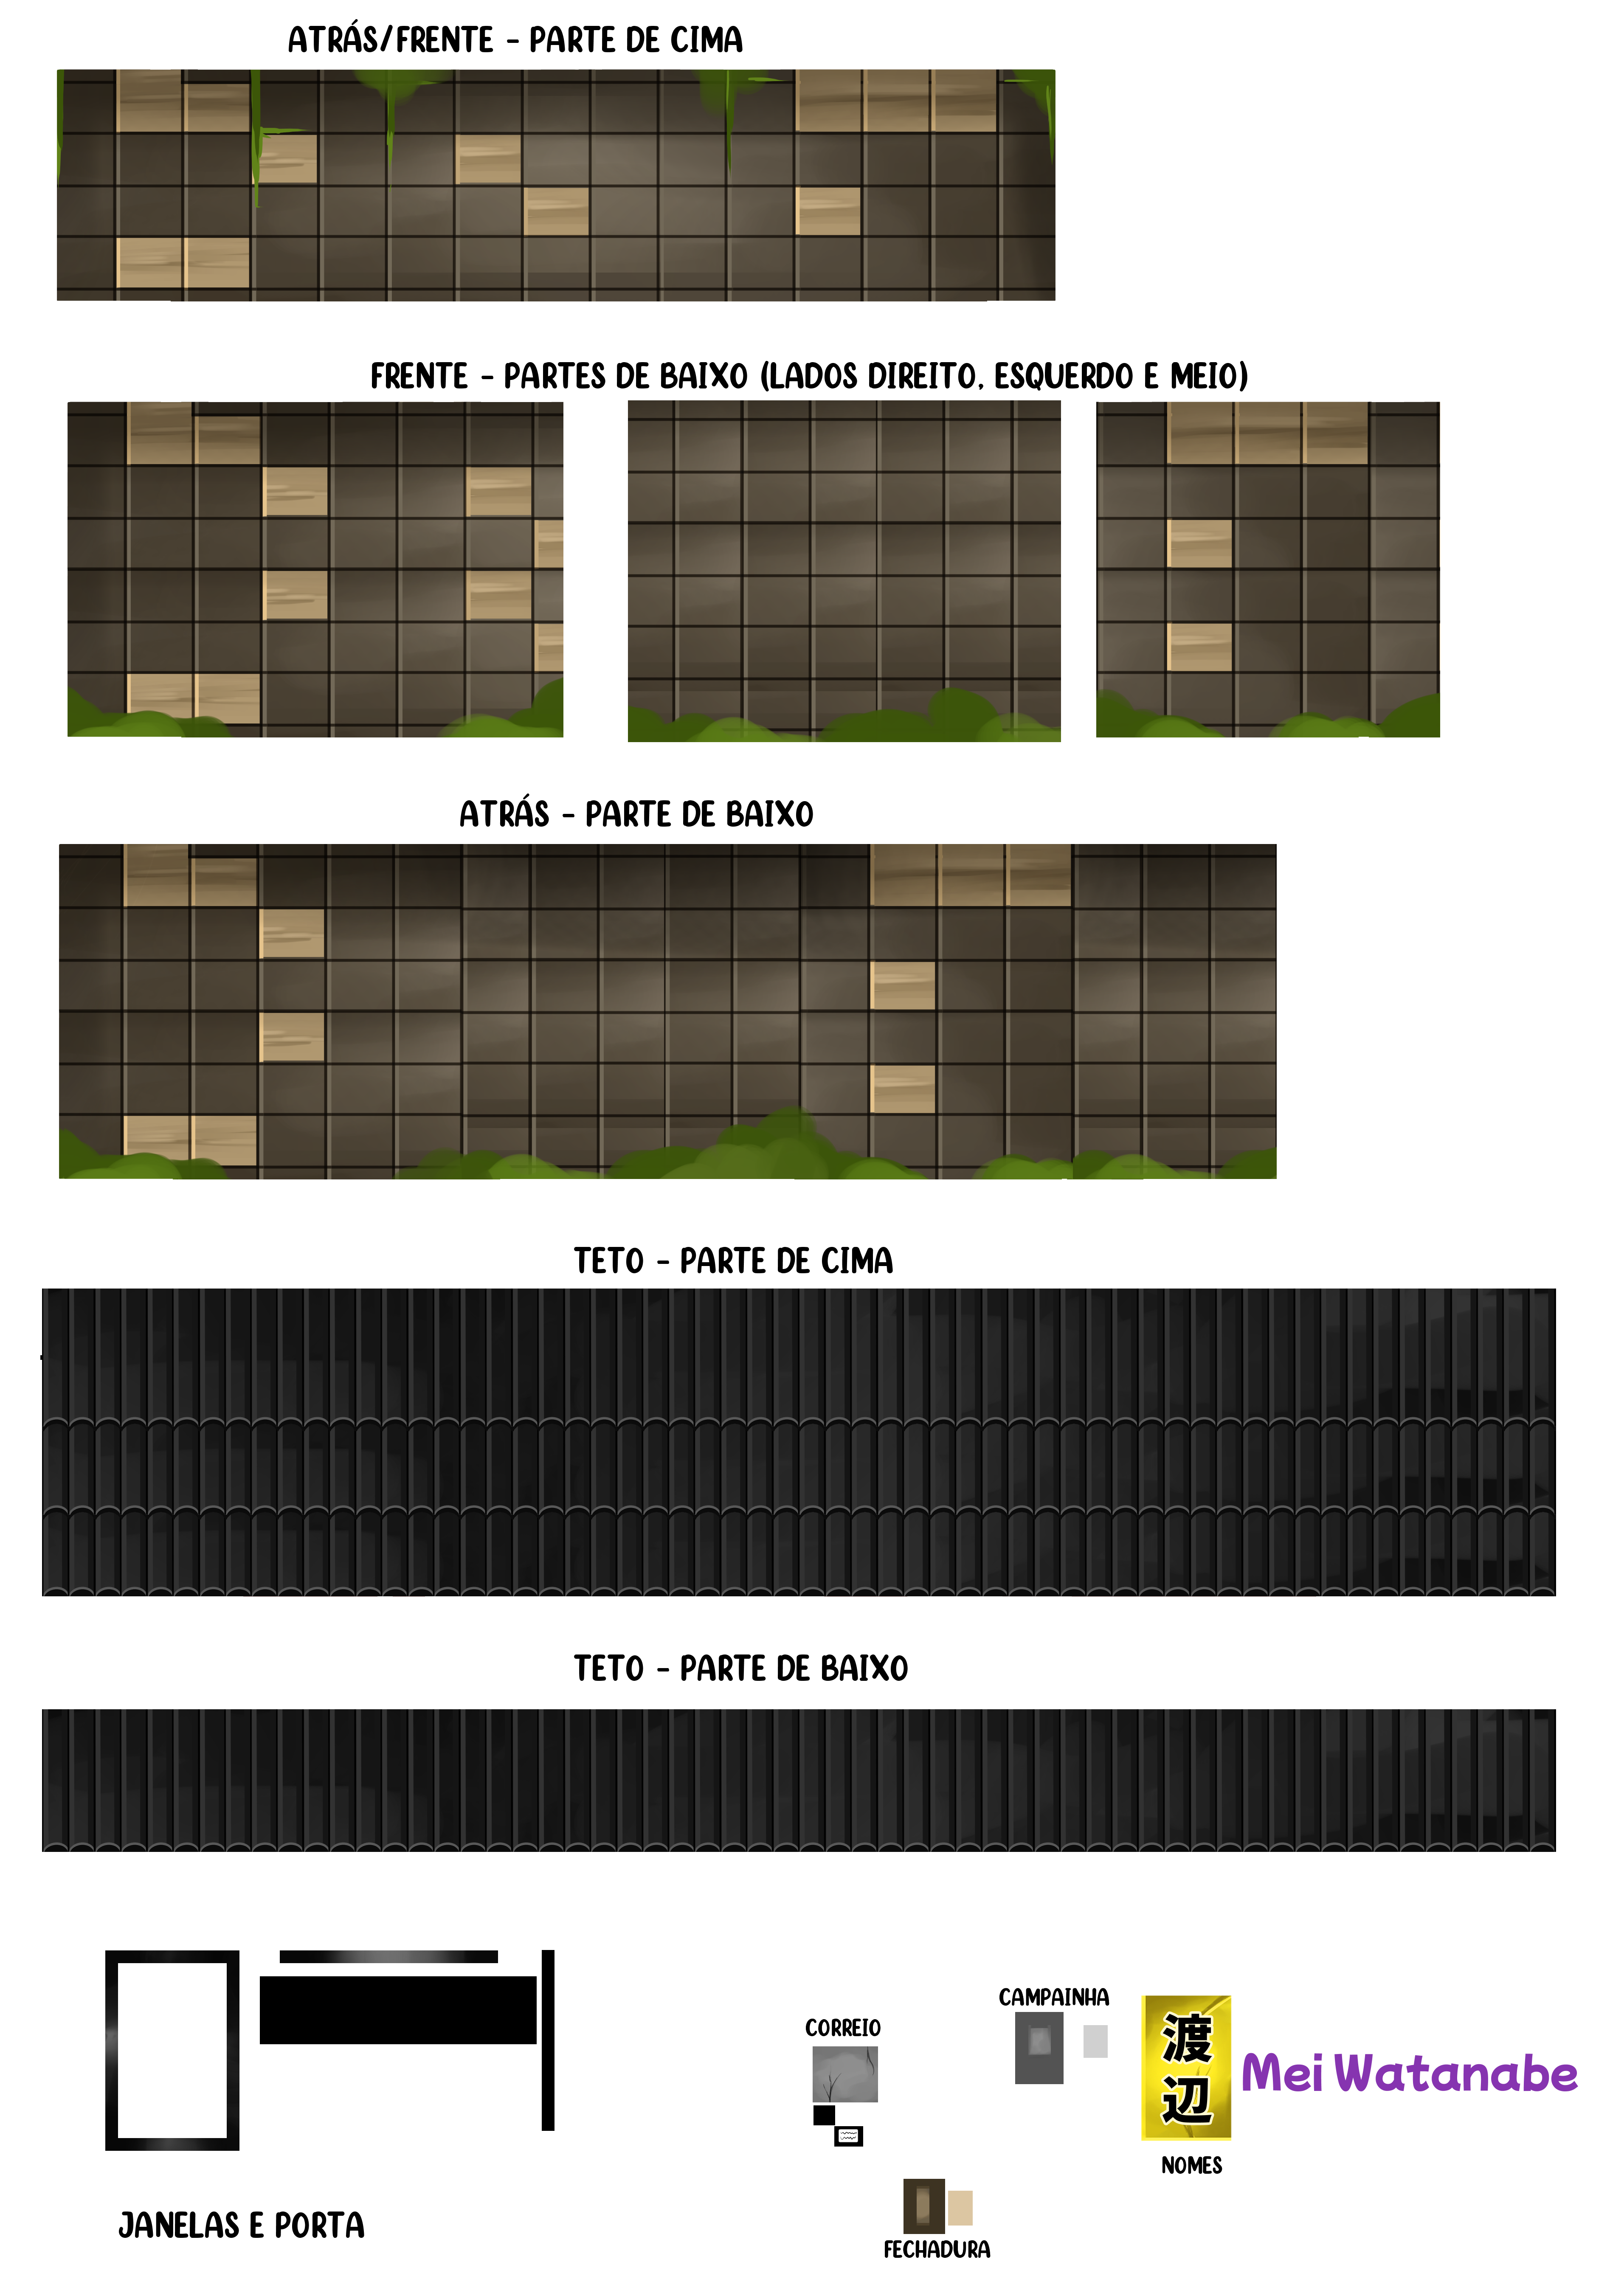 ATRÁS/FRENTE - PARTE DE CIMA
FRENTE - PARTES DE BAIXO (LADOS DIREITO, ESQUERDO E MEIO)
ATRÁS - PARTE DE BAIXO
TETO - PARTE DE CIMA
TETO - PARTE DE BAIXO
CAMPAINHA
CORREIO
渡辺
Mei Watanabe
NOMES
JANELAS E PORTA
FECHADURA